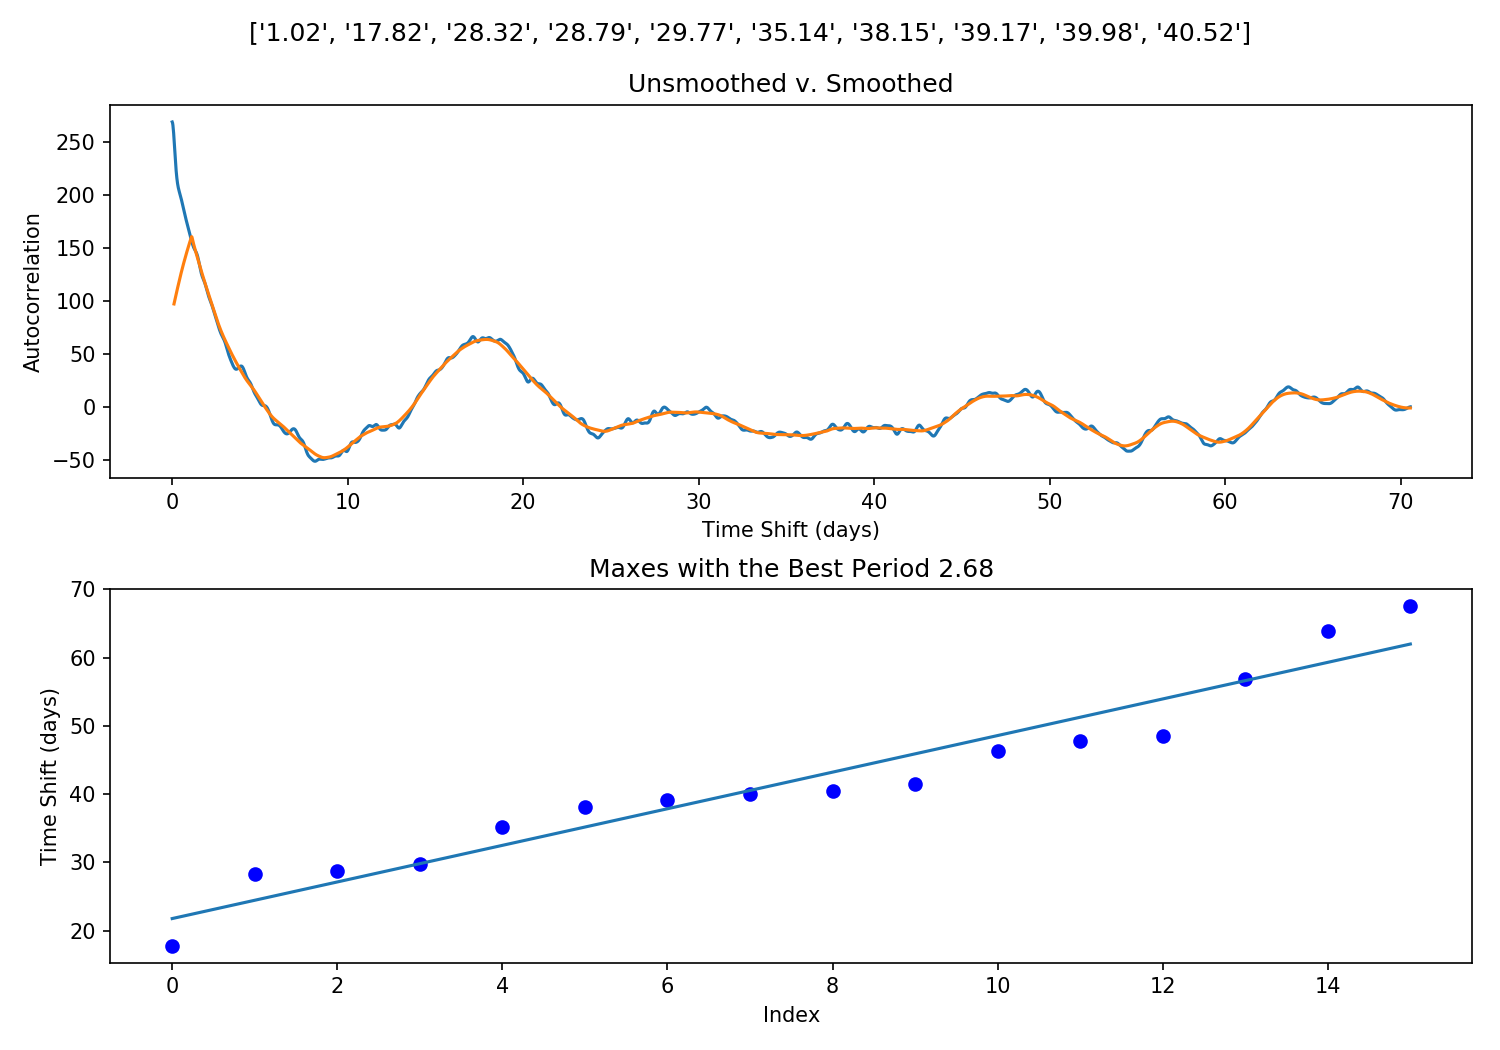 ['1.02', '17.82', '28.32', '28.79', '29.77', '35.14', '38.15', '39.17', '39.98', '40.52']
Unsmoothed v. Smoothed
250
200
150
100
50
0
−50
Autocorrelation
0 10 20 30 40 50 60 70
Time Shift (days)
Maxes with the Best Period 2.68
70
60
50
40
30
20
Time Shift (days)
0 2 4 6 8 10 12 14
Index